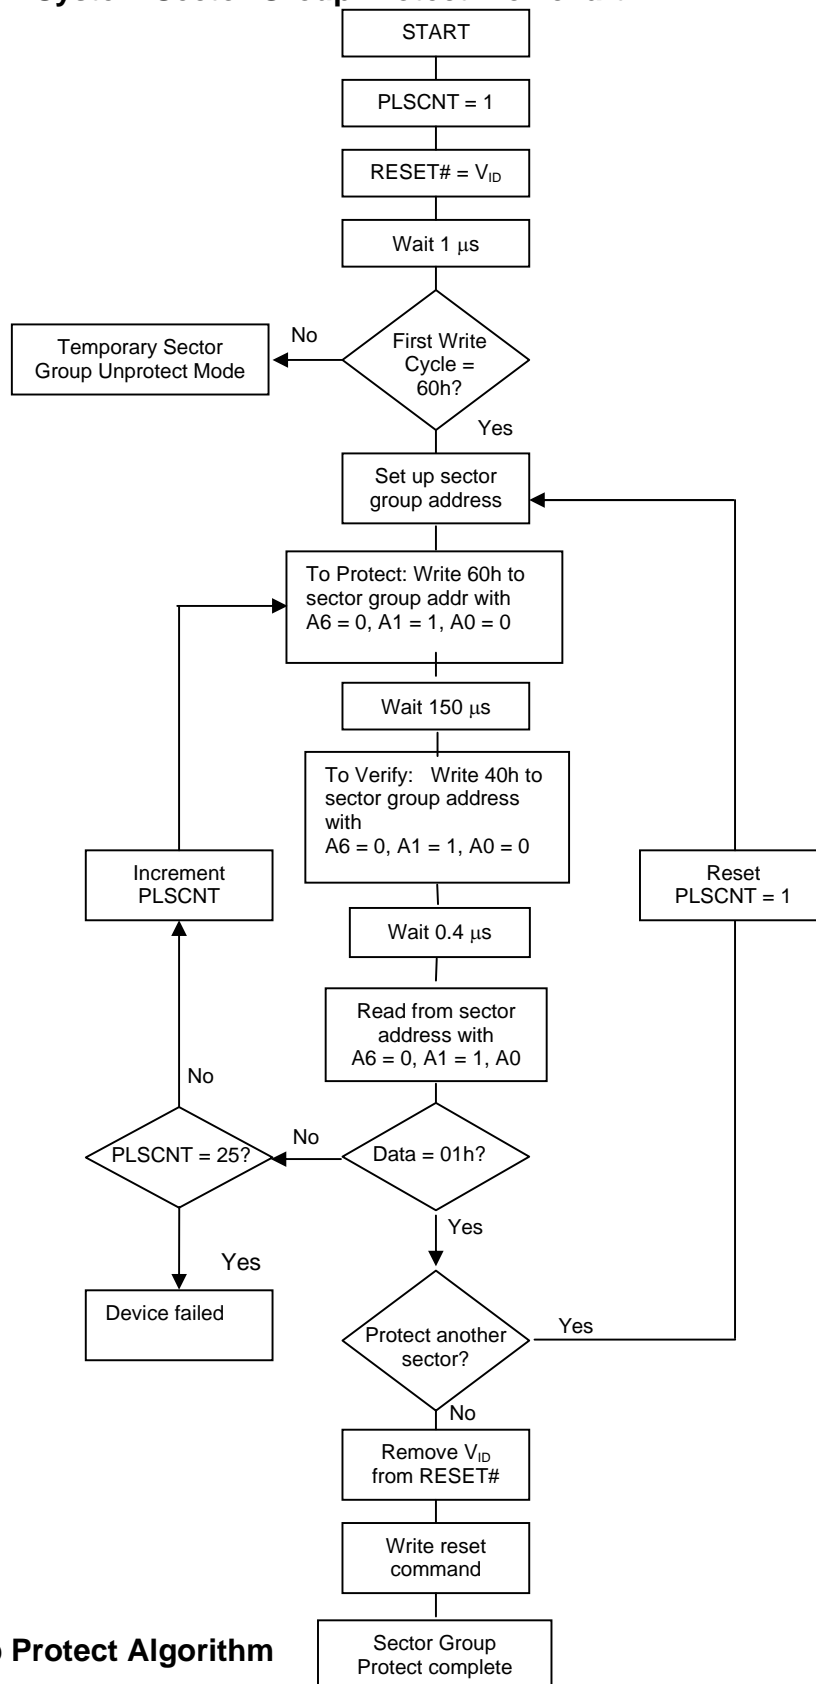 START
PLSCNT = 1
RESET# = VID
Wait 1 μs
First Write
Cycle =
60h?
No
Temporary Sector
Group Unprotect Mode
Yes
Set up sector
group address
To Protect: Write 60h to
sector group addr with
A6 = 0, A1 = 1, A0 = 0
Wait 150 μs
To Verify: Write 40h to
sector group address
with
A6 = 0, A1 = 1, A0 = 0
Increment
PLSCNT
Reset
PLSCNT = 1
Wait 0.4 μs
Read from sector
address with
A6 = 0, A1 = 1, A0
No
PLSCNT = 25?
No
Data = 01h?
Yes
Yes
Device failed
Protect another
sector?
Yes
No
Remove VID
from RESET#
Write reset
command
Protect Algorithm
Sector Group
Protect complete